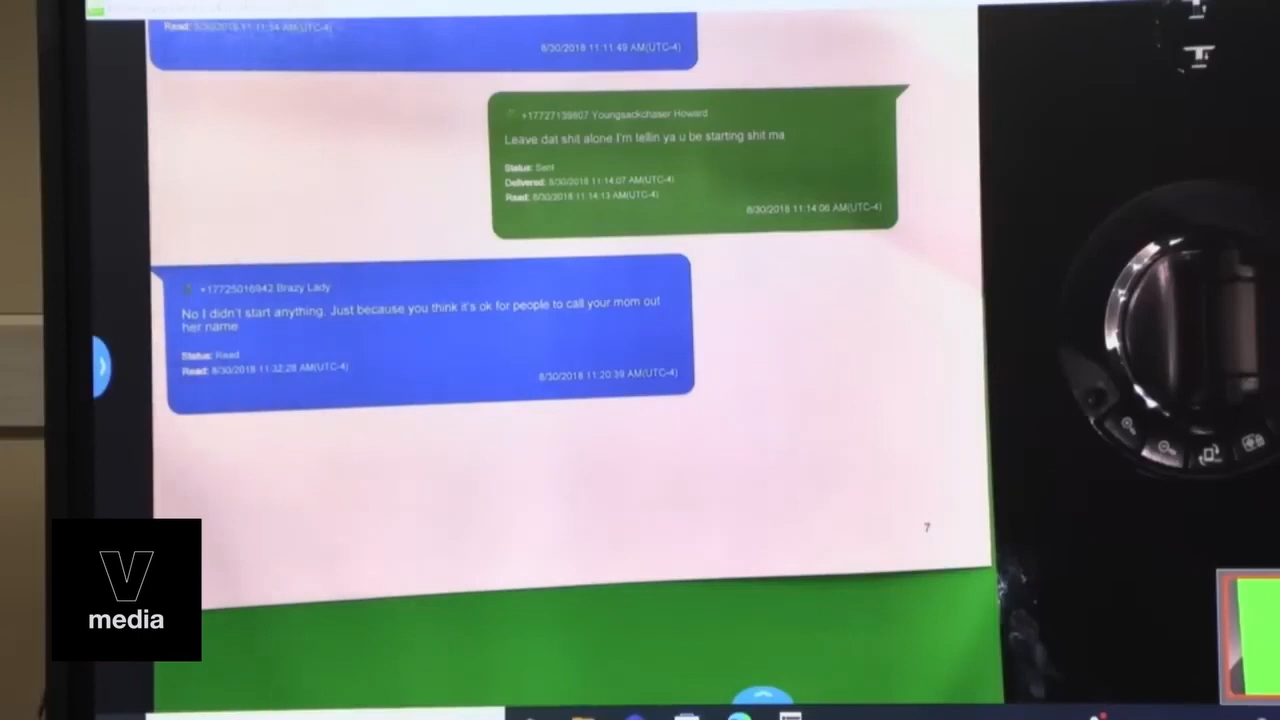 8/30/2018 11:11:49 AM(UTC-4)
+17727139807 Youngsackchaser Howard
Leave dat shit alone I'm tellin ya u be starting shit ma
Status: Sent
Delivered: 8/30/2018 11:14:07 AM(UTC-4)
Read: 8/30/2018 11:14:13 AM(UTC-4)
8/30/2018 11:14:06 AM(UTC-4)
+17725016942 Brazy Lady
No I didn't start anything. Just because you think it's ok for people to call your mom out
her name
Status: Read
Read: 8/30/2018 11:32:28 AM(UTC-4)
8/30/2018 11:20:39 AM(UTC-4)
7
V
media